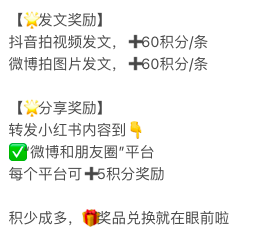 【🌟发文奖励】
抖音拍视频发文，➕60积分/条
微博拍图片发文，➕60积分/条
【🌟分享奖励】
转发小红书内容到👇
✅“微博和朋友圈”平台
每个平台可➕5积分奖励
积少成多，🎁奖品兑换就在眼前啦